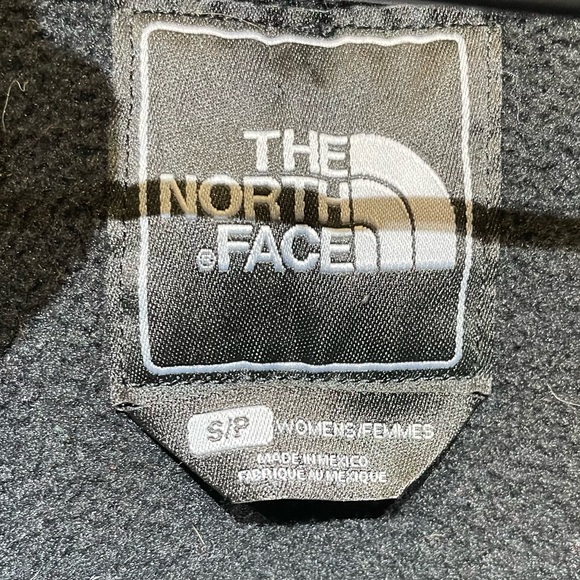 THE
NORTH
®FACE
S/P WOMENS/FEMMES
MADE IN MEXICO
FABRIQUE AU MEXIQUE